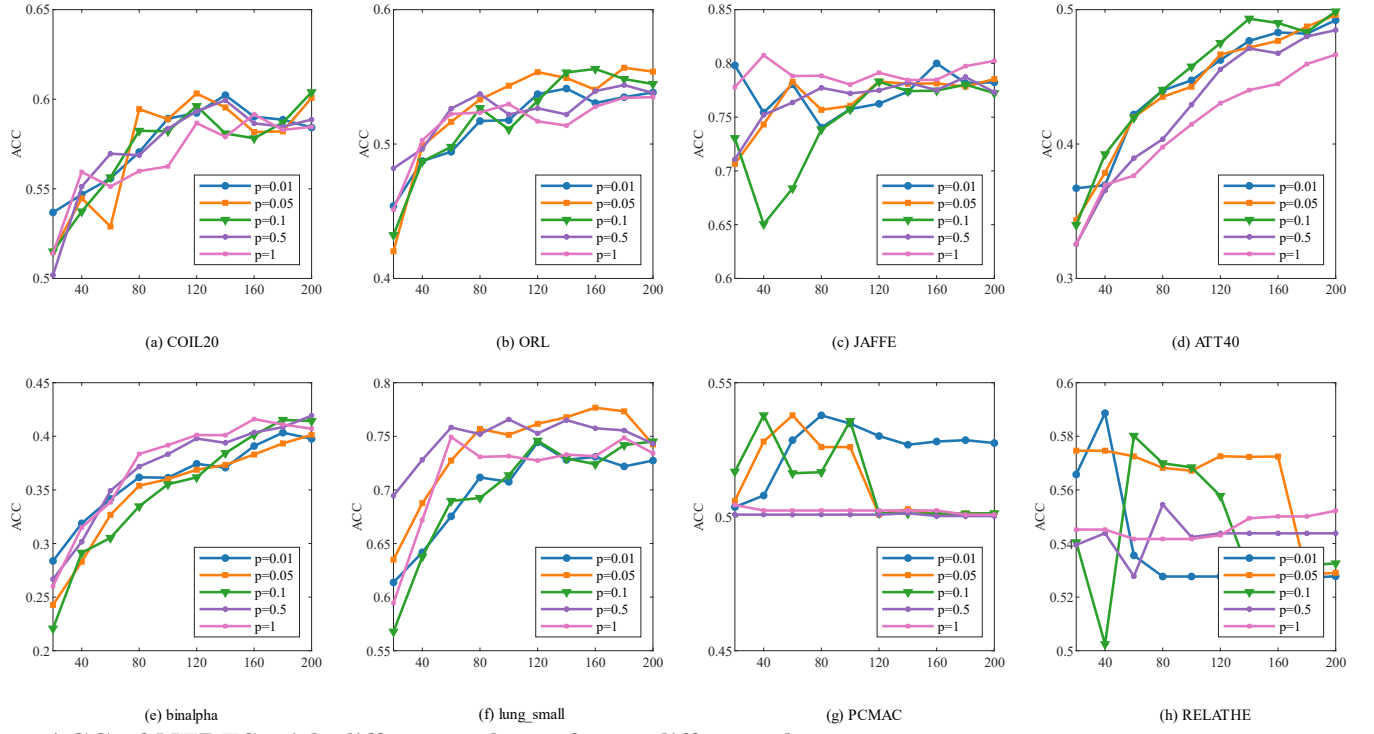 0.65
0.6
0.55
0.5
ACC
40 80 120 160 200
p=0.01
p=0.05
p=0.1
p=0.5
p=1
(a) COIL20
0.6
0.5
0.4
ACC
40 80 120 160 200
p=0.01
p=0.05
p=0.1
p=0.5
p=1
(b) ORL
0.85
0.8
0.75
0.7
0.65
0.6
ACC
40 80 120 160 200
p=0.01
p=0.05
p=0.1
p=0.5
p=1
(c) JAFFE
0.5
0.4
0.3
ACC
40 80 120 160 200
p=0.01
p=0.05
p=0.1
p=0.5
p=1
(d) ATT40
0.45
0.4
0.35
0.3
0.25
0.2
ACC
40 80 120 160 200
p=0.01
p=0.05
p=0.1
p=0.5
p=1
(e) binalpha
0.8
0.75
0.7
0.65
0.6
0.55
ACC
40 80 120 160 200
p=0.01
p=0.05
p=0.1
p=0.5
p=1
(f) lung_small
0.55
0.5
0.45
ACC
40 80 120 160 200
p=0.01
p=0.05
p=0.1
p=0.5
p=1
(g) PCMAC
0.6
0.58
0.56
0.54
0.52
0.5
ACC
40 80 120 160 200
p=0.01
p=0.05
p=0.1
p=0.5
p=1
(h) RELATHE